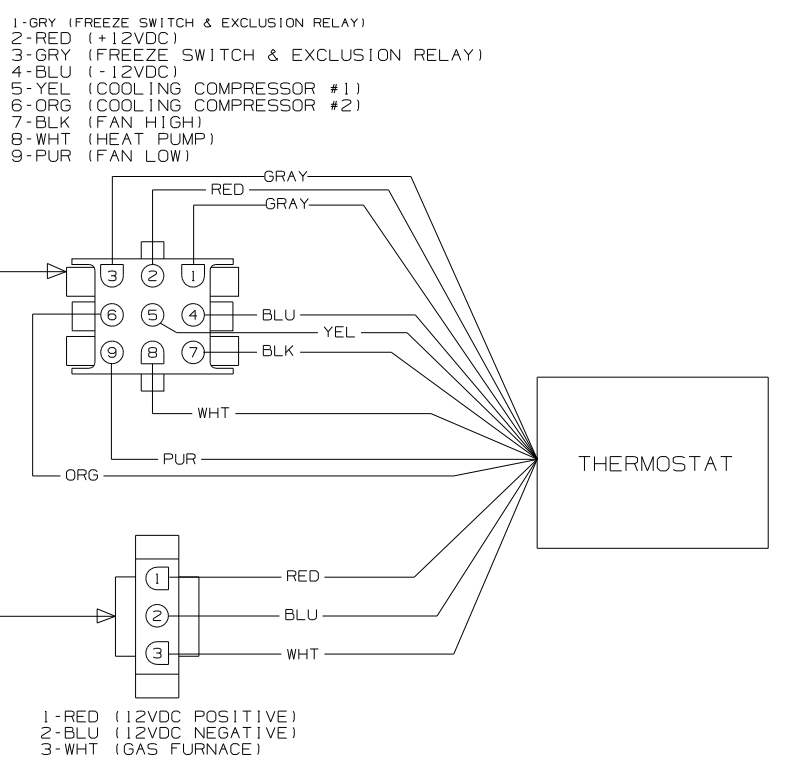 1-GRY (FREEZE SWITCH & EXCLUSION RELAY)
2-RED (+12VDC)
3-GRY (FREEZE SWITCH & EXCLUSION RELAY)
4-BLU (-12VDC)
5-YEL (COOLING COMPRESSOR #1)
6-ORG (COOLING COMPRESSOR #2)
7-BLK (FAN HIGH)
8-WHT (HEAT PUMP)
9-PUR (FAN LOW)
GRAY
RED
GRAY
3 2 1
6 5 4 BLU
YEL
9 8 7 BLK
WHT
PUR
THERMOSTAT
ORG
1 RED
2 BLU
3 WHT
1-RED (12VDC POSITIVE)
2-BLU (12VDC NEGATIVE)
3-WHT (GAS FURNACE)